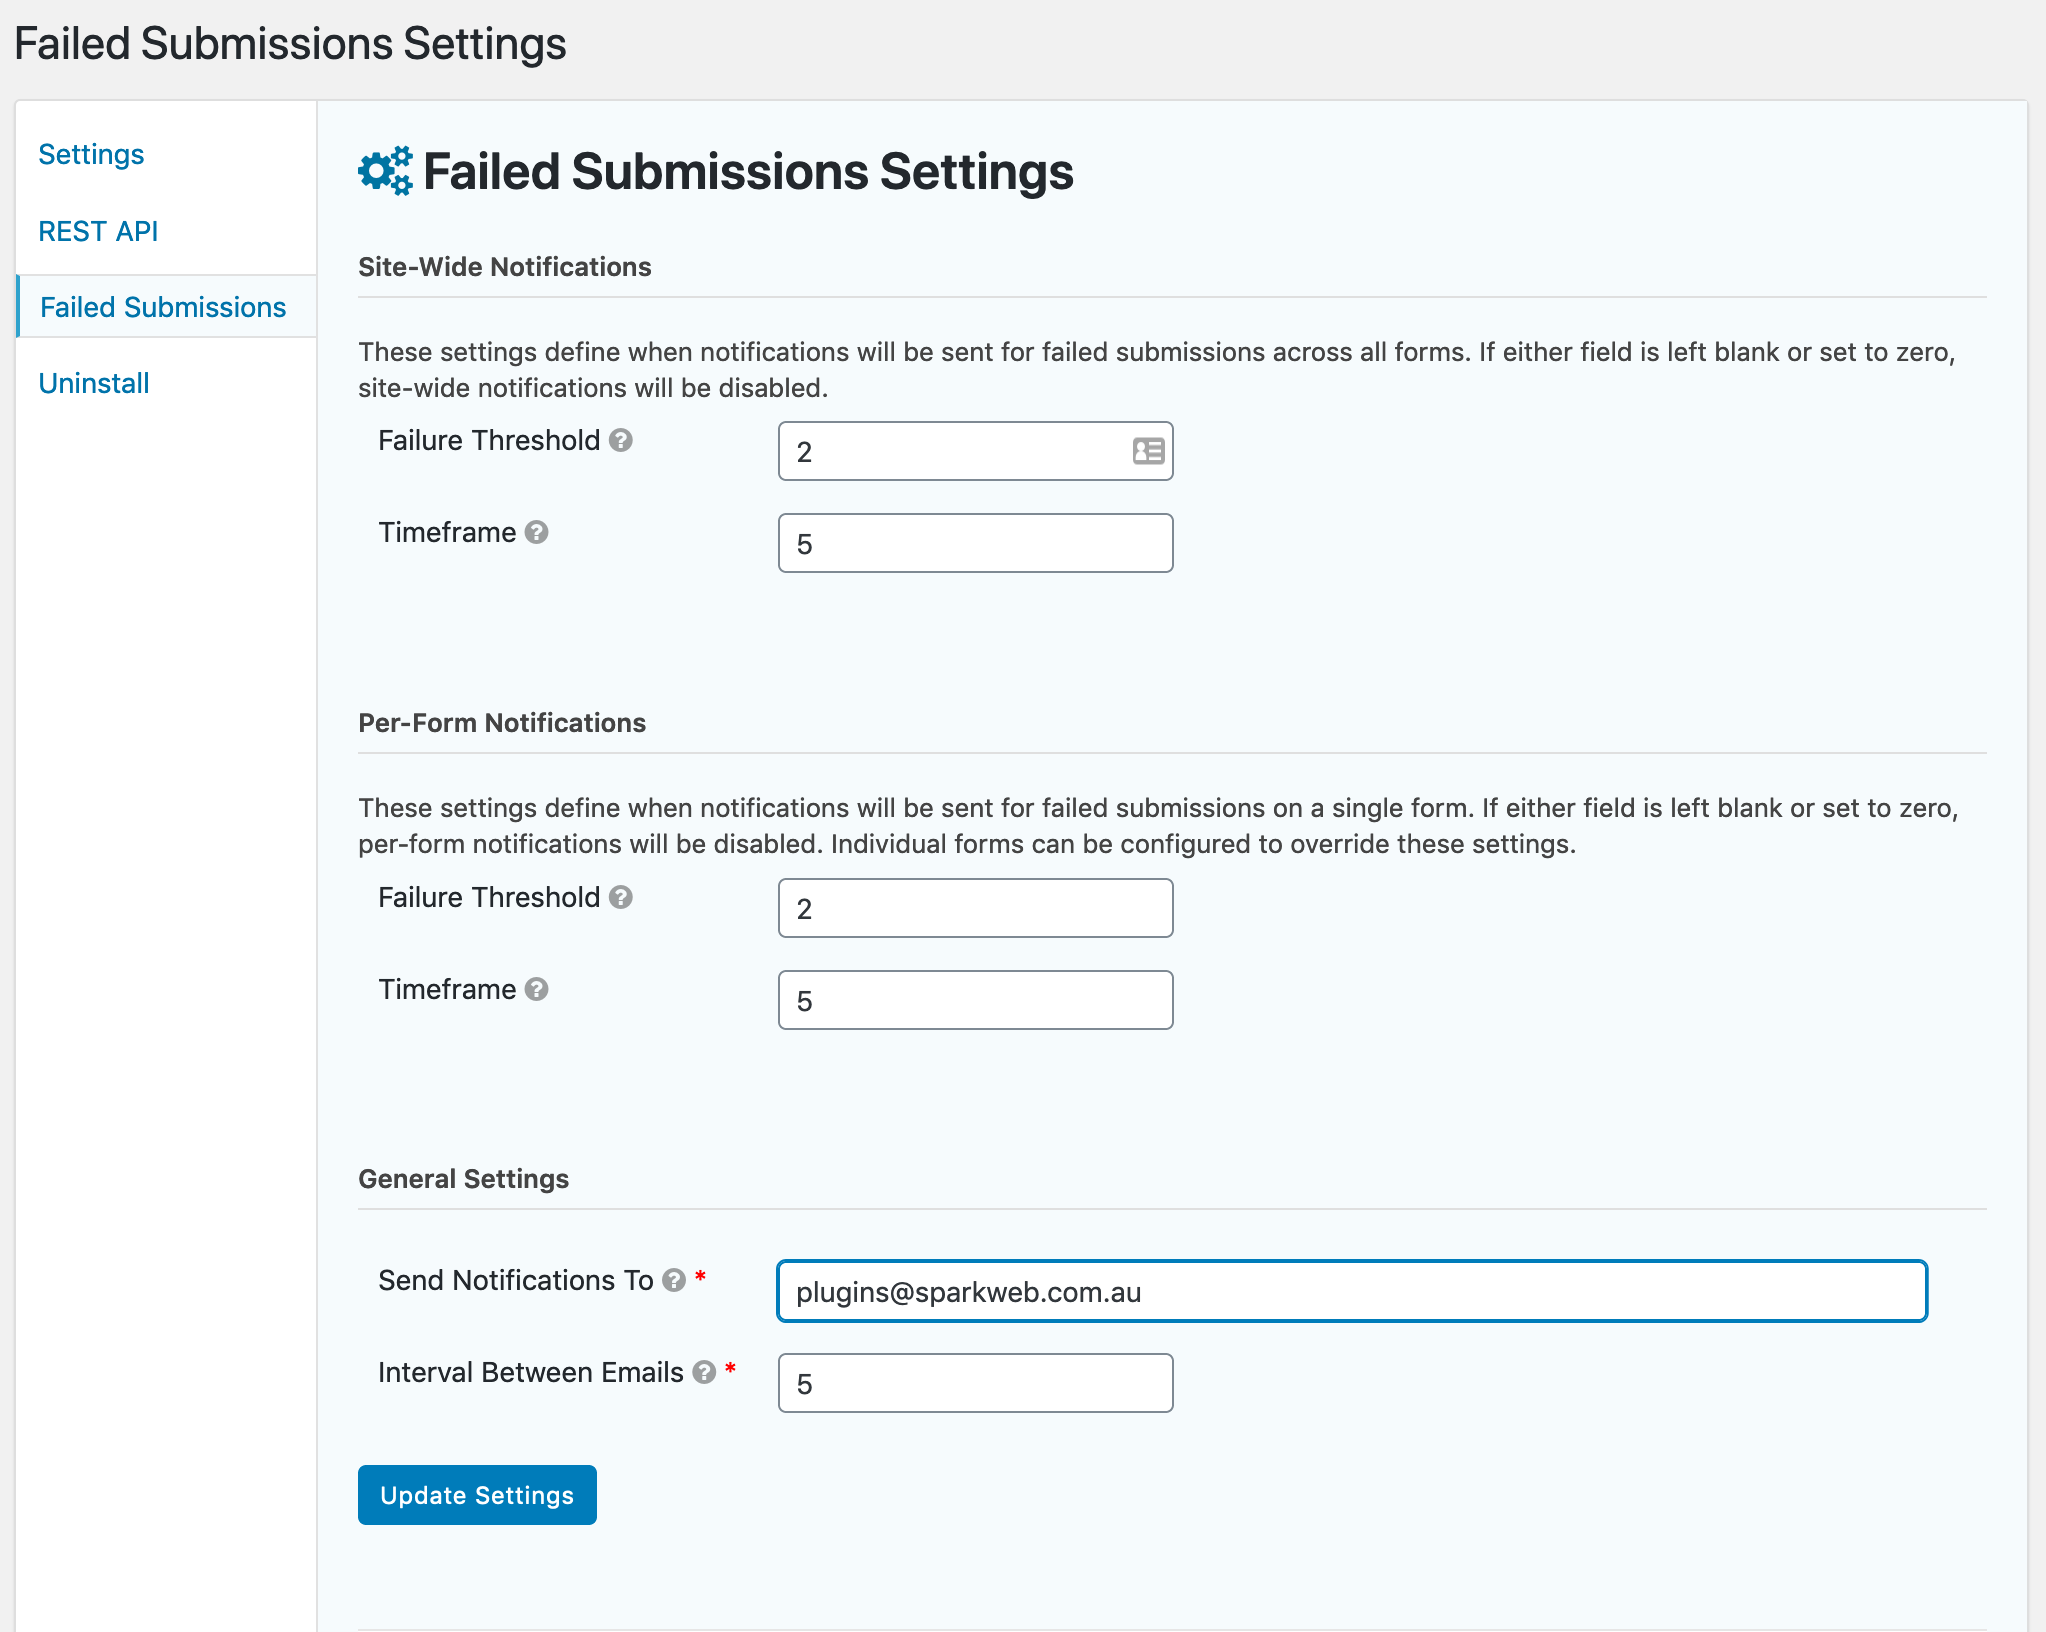 Failed Submissions Settings
Settings
REST API
Failed Submissions
Uninstall
Failed Submissions Settings
Site-Wide Notifications
These settings define when notifications will be sent for failed submissions across all forms. If either field is left blank or set to zero,
site-wide notifications will be disabled.
Failure Threshold ? 2
Timeframe ? 5
Per-Form Notifications
These settings define when notifications will be sent for failed submissions on a single form. If either field is left blank or set to zero,
per-form notifications will be disabled. Individual forms can be configured to override these settings.
Failure Threshold ? 2
Timeframe ? 5
General Settings
Send Notifications To ? * plugins@sparkweb.com.au
Interval Between Emails ? * 5
Update Settings